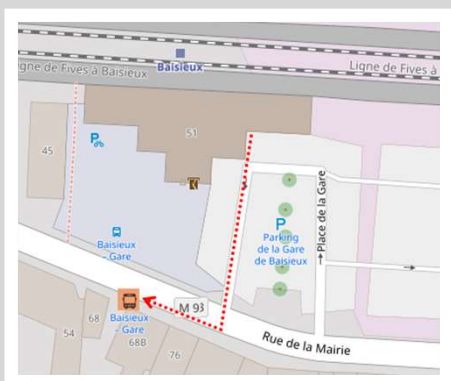 Baisieux
igne de Fives à Baisieux
Ligne de Fives à
51
45
Baisieux
- Gare
P
Parking
de la Gare
de Baisieux
→ Place de la Gare
M 93
Baisieux
- Gare
54
68
68B
76
Rue de la Mairie